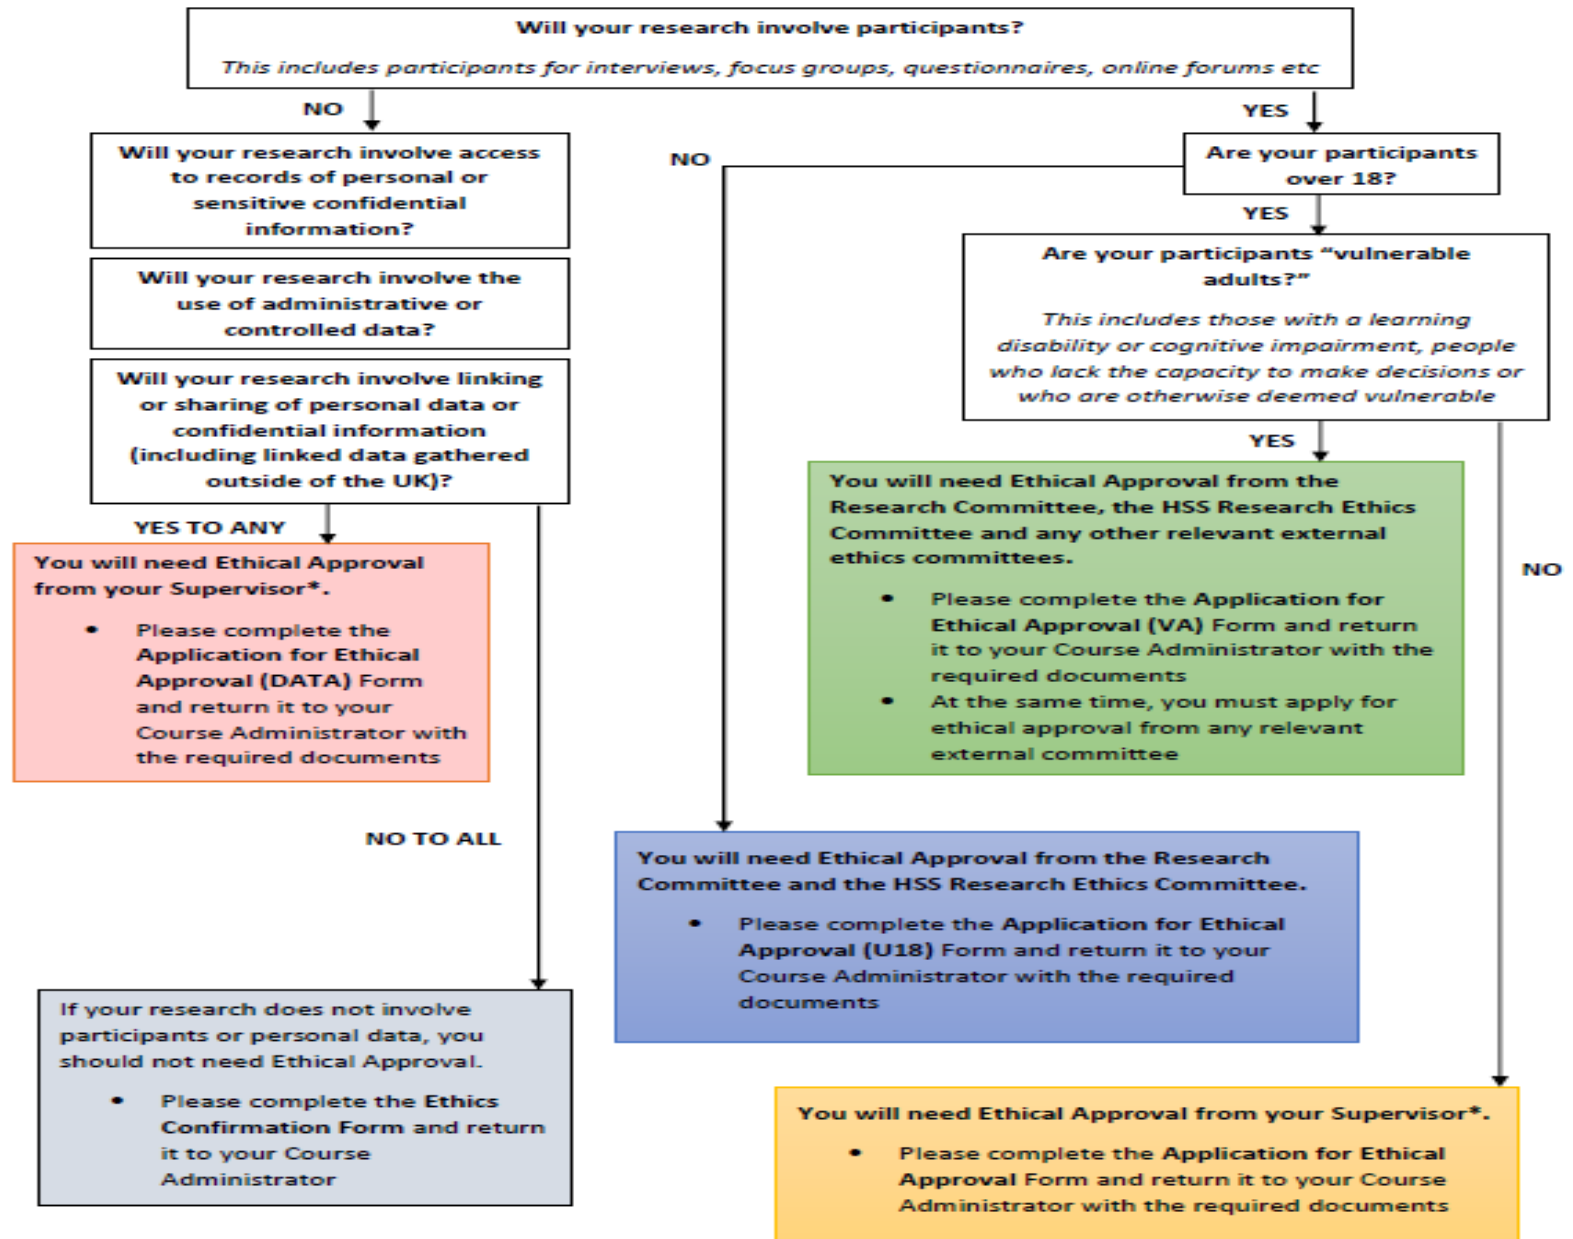 Will your research involve participants?
This includes participants for interviews, focus groups, questionnaires, online forums etc
NO
YES
Will your research involve access
to records of personal or
sensitive confidential
information?
Will your research involve the
use of administrative or
controlled data?
Will your research involve linking
or sharing of personal data or
confidential information
(including linked data gathered
outside of the UK)?
YES TO ANY
You will need Ethical Approval
from your Supervisor*.
• Please complete the
Application for Ethical
Approval (DATA) Form
and return it to your
Course Administrator with
the required documents
NO TO ALL
If your research does not involve
participants or personal data, you
should not need Ethical Approval.
• Please complete the Ethics
Confirmation Form and return
it to your Course
Administrator
Are your participants
over 18?
NO
YES
Are your participants “vulnerable
adults?”
This includes those with a learning
disability or cognitive impairment, people
who lack the capacity to make decisions or
who are otherwise deemed vulnerable
YES
NO
You will need Ethical Approval from the
Research Committee, the HSS Research Ethics
Committee and any other relevant external
ethics committees.
• Please complete the Application for
Ethical Approval (VA) Form and return
it to your Course Administrator with the
required documents
• At the same time, you must apply for
ethical approval from any relevant
external committee
You will need Ethical Approval from the Research
Committee and the HSS Research Ethics Committee.
• Please complete the Application for Ethical
Approval (U18) Form and return it to your
Course Administrator with the required
documents
You will need Ethical Approval from your Supervisor*.
• Please complete the Application for Ethical
Approval Form and return it to your Course
Administrator with the required documents